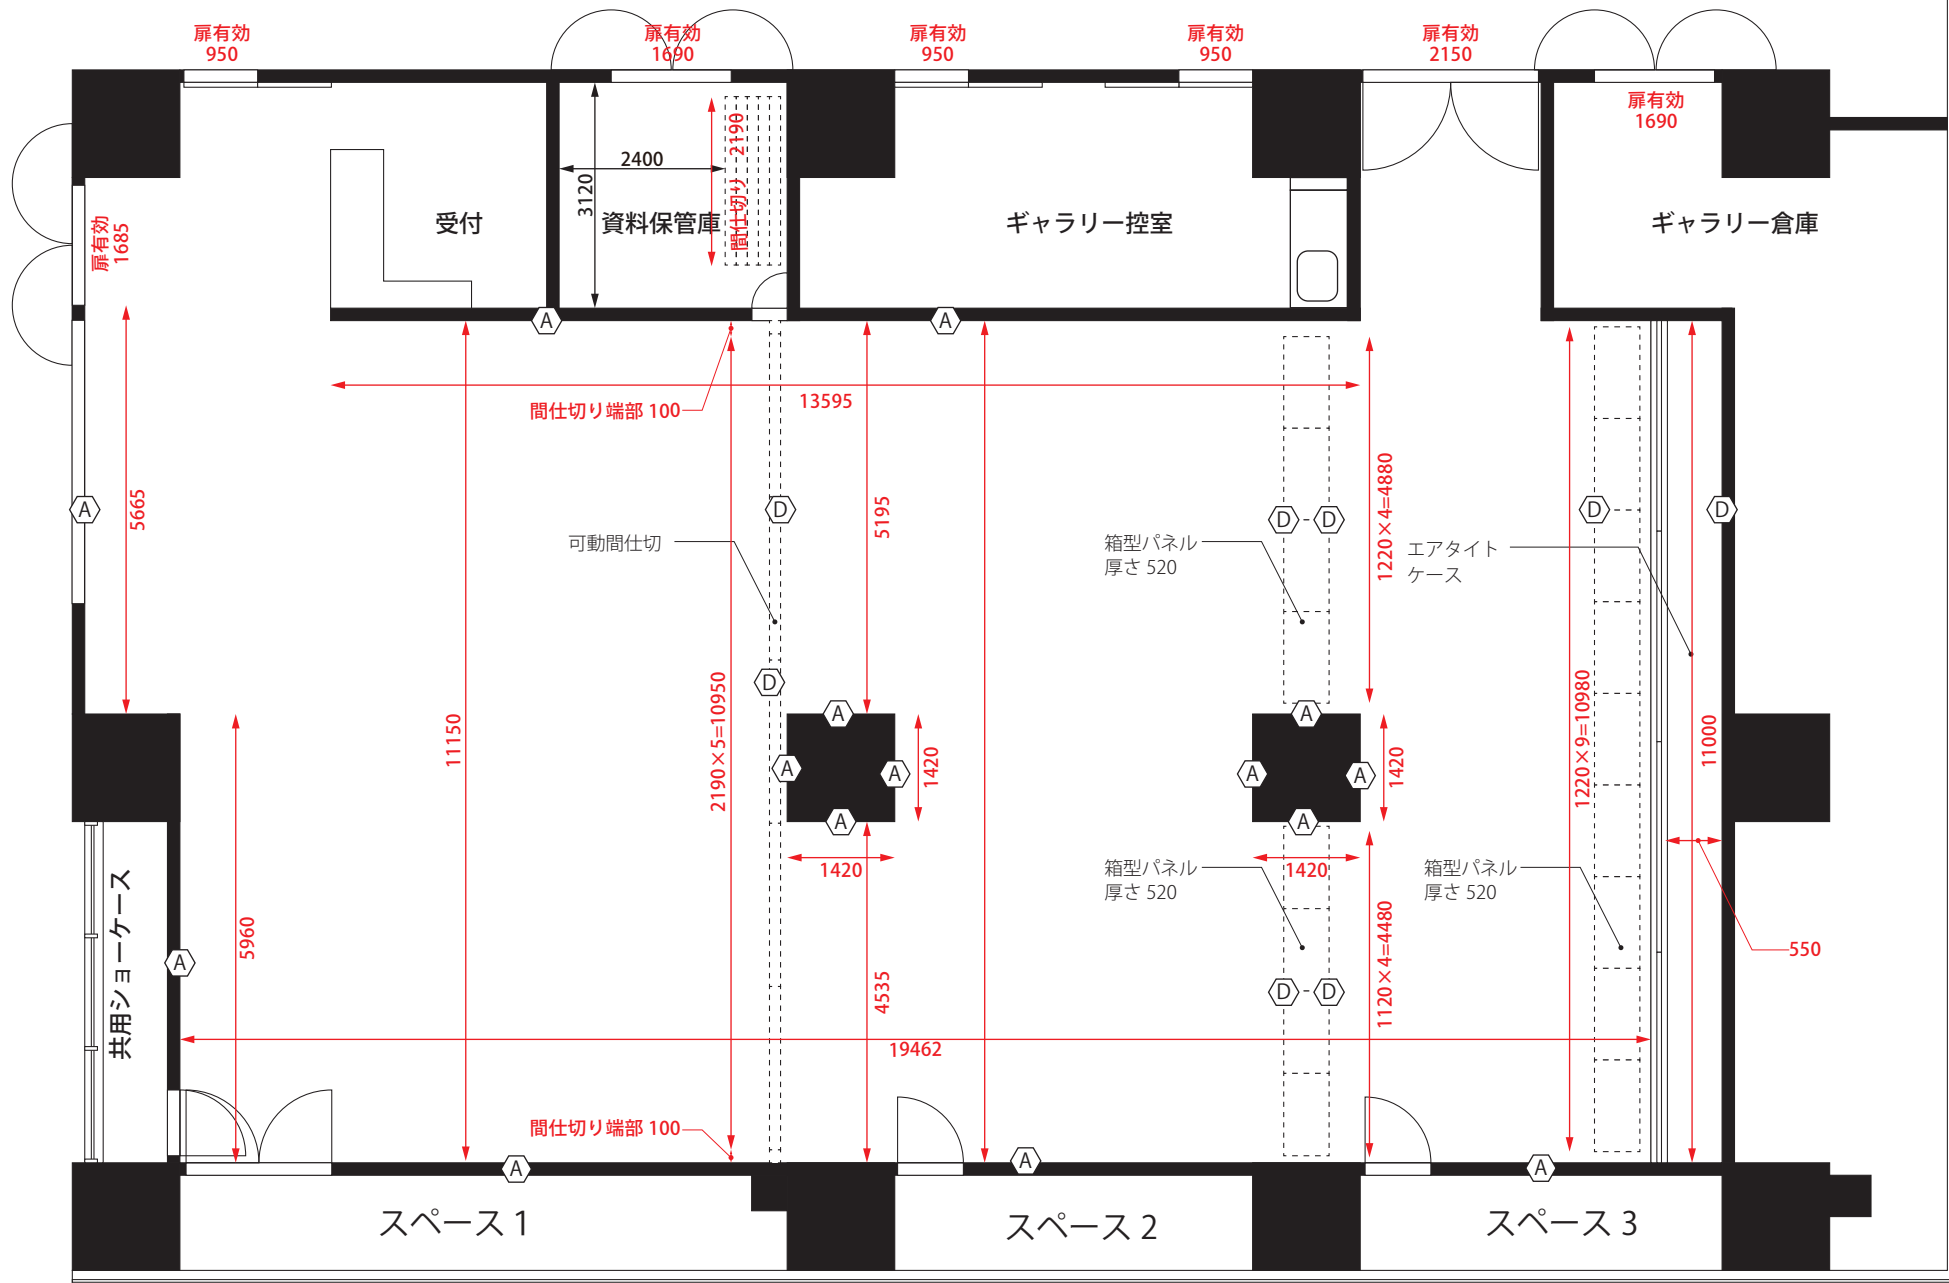 扉有効
950
扉有効
1690
扉有効
950
扉有効
950
扉有効
2150
扉有効
1690
扉有効
1685
受付
2400
3120
間仕切り 2190
資料保管庫
ギャラリー控室
ギャラリー倉庫
A
A
13595
間仕切り端部 100
5665
A
D
5195
可動間仕切
箱型パネル
厚さ 520
D
D
1220×4=4880
エアタイト
ケース
D
D
D
11150
2190×5=10950
A
A
A
A
1420
1420
A
A
A
A
1420
1420
1220×9=10980
11000
箱型パネル
厚さ 520
箱型パネル
厚さ 520
共用ショーケース
A
5960
4535
D
D
1120×4=4480
550
19462
間仕切り端部 100
A
A
A
スペース 1
スペース 2
スペース 3